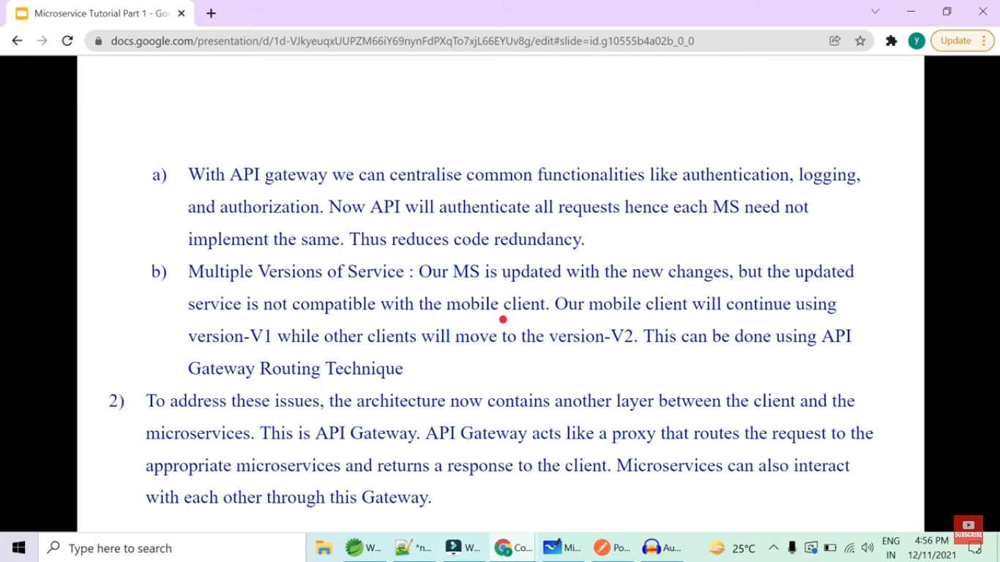 Microservice Tutorial Part 1 - Goo
docs.google.com/presentation/d/1d-VJkyeuqxUUPZM66iY69nynFdPXqTo7xjL66EYUv8g/edit#slide=id.g10555b4a02b_0_0
y
Update
a) With API gateway we can centralise common functionalities like authentication, logging,
and authorization. Now API will authenticate all requests hence each MS need not
implement the same. Thus reduces code redundancy.
b) Multiple Versions of Service : Our MS is updated with the new changes, but the updated
service is not compatible with the mobile client. Our mobile client will continue using
version-V1 while other clients will move to the version-V2. This can be done using API
Gateway Routing Technique
2) To address these issues, the architecture now contains another layer between the client and the
microservices. This is API Gateway. API Gateway acts like a proxy that routes the request to the
appropriate microservices and returns a response to the client. Microservices can also interact
with each other through this Gateway.
SUBSCRIBE
Type here to search
W...
*n...
W...
Co...
Mi...
Po...
Au...
25°C
ENG
IN
4:56 PM
12/11/2021